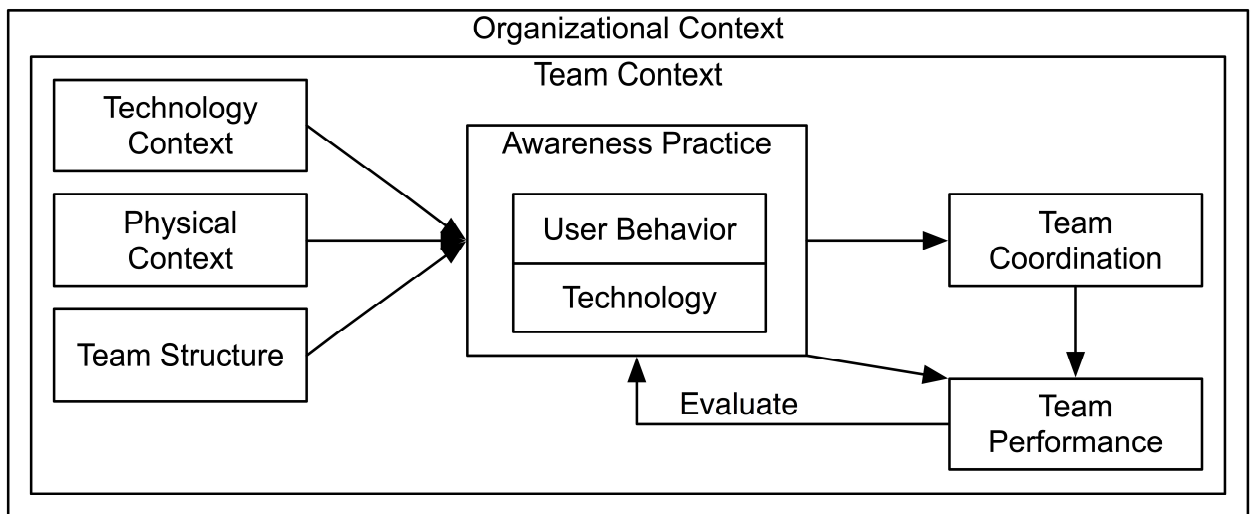 Organizational Context
Team Context
Technology
Context
Physical
Context
Team Structure
Awareness Practice
User Behavior
Technology
Team
Coordination
Evaluate
Team
Performance